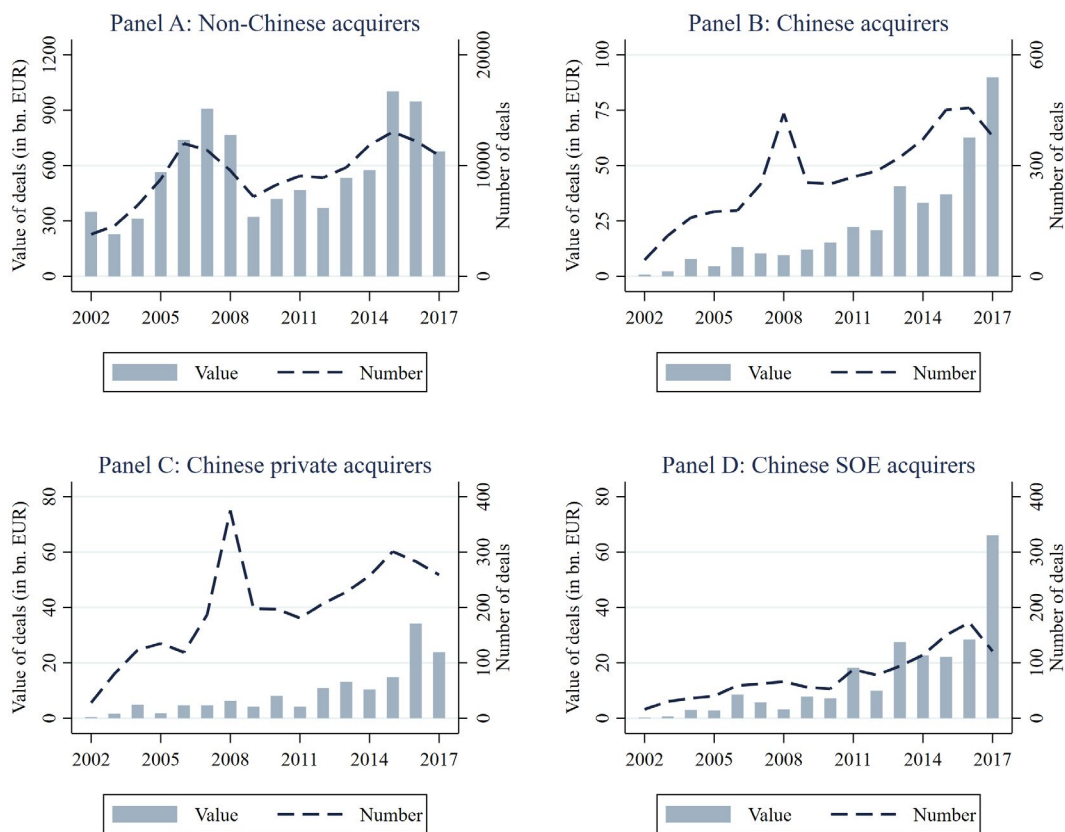 Panel A: Non-Chinese acquirers
Value of deals (in bn. EUR)
1200
900
600
300
0
20000
10000
0
Number of deals
2002 2005 2008 2011 2014 2017
Value Number
Panel B: Chinese acquirers
Value of deals (in bn. EUR)
100
75
50
25
0
600
300
0
Number of deals
2002 2005 2008 2011 2014 2017
Value Number
Panel C: Chinese private acquirers
Value of deals (in bn. EUR)
80
60
40
20
0
400
300
200
100
0
Number of deals
2002 2005 2008 2011 2014 2017
Value Number
Panel D: Chinese SOE acquirers
Value of deals (in bn. EUR)
80
60
40
20
0
400
300
200
100
0
Number of deals
2002 2005 2008 2011 2014 2017
Value Number